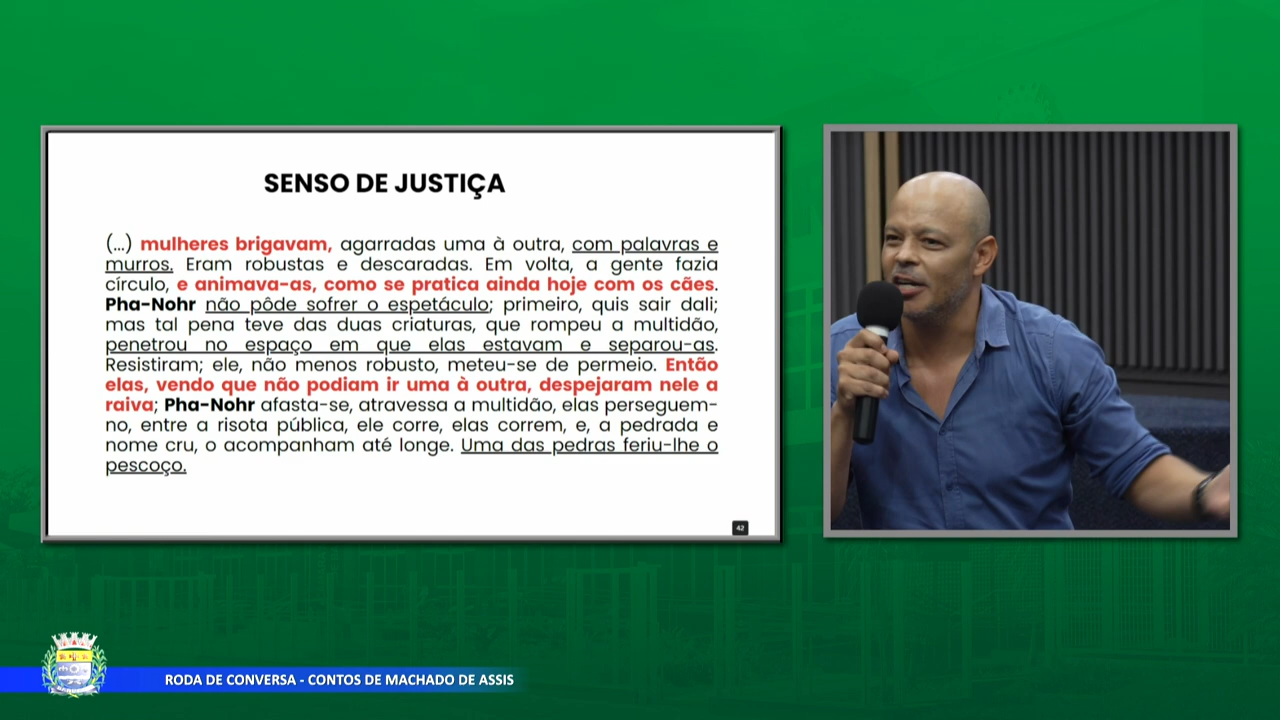 SENSO DE JUSTIÇA
(...) mulheres brigavam, agarradas uma à outra, com palavras e
murros. Eram robustas e descaradas. Em volta, a gente fazia
círculo, e animava-as, como se pratica ainda hoje com os cães.
Pha-Nohr não pôde sofrer o espetáculo; primeiro, quis sair dali;
mas tal pena teve das duas criaturas, que rompeu a multidão,
penetrou no espaço em que elas estavam e separou-as.
Resistiram; ele, não menos robusto, meteu-se de permeio. Então
elas, vendo que não podiam ir uma à outra, despejaram nele a
raiva; Pha-Nohr afasta-se, atravessa a multidão, elas perseguem-
no, entre a risota pública, ele corre, elas correm, e, a pedrada e
nome cru, o acompanham até longe. Uma das pedras feriu-lhe o
pescoço.
42
RODA DE CONVERSA - CONTOS DE MACHADO DE ASSIS